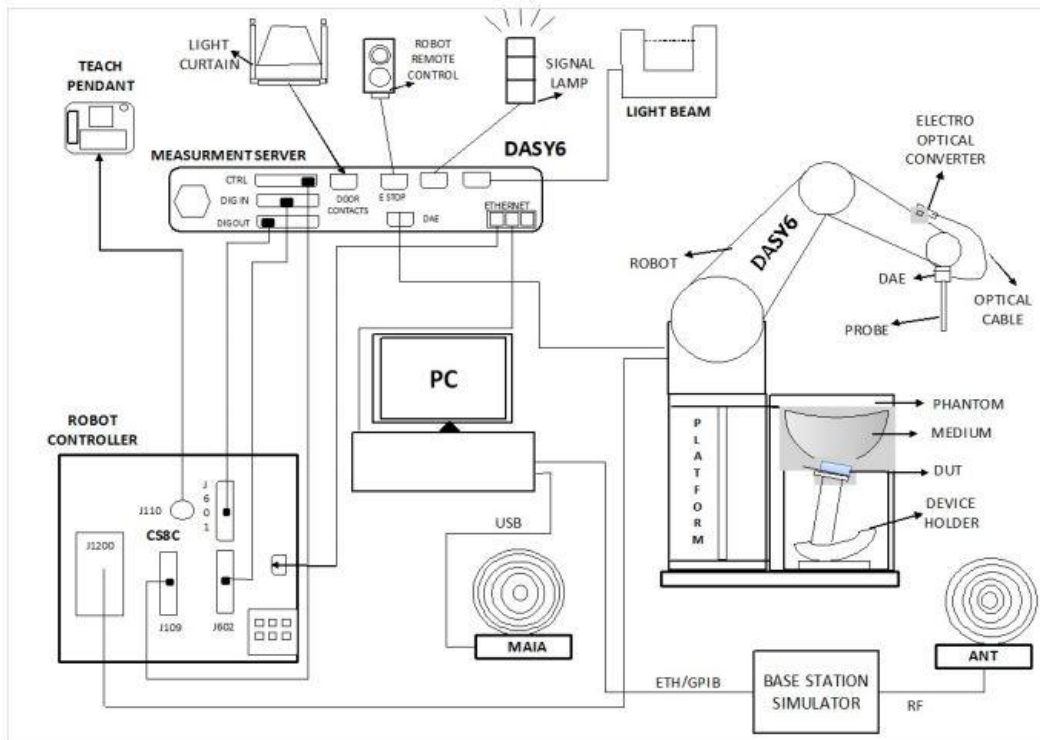 LIGHT
CURTAIN
ROBOT
REMOTE
CONTROL
SIGNAL
LAMP
LIGHT BEAM
TEACH
PENDANT
MEASURMENT SERVER
DASY6
CTRL
DIG IN
DIGOUT
DOOR
CONTACTS
E STOP
DAE
ETHERNET
ELECTRO
OPTICAL
CONVERTER
ROBOT
DASY6
DAE
OPTICAL
CABLE
PROBE
PC
PHANTOM
MEDIUM
DUT
DEVICE
HOLDER
PLATFORM
ROBOT
CONTROLLER
J110
J601
CS8C
J1200
J109
J602
USB
MAIA
ETH/GPIB
BASE STATION
SIMULATOR
RF
ANT